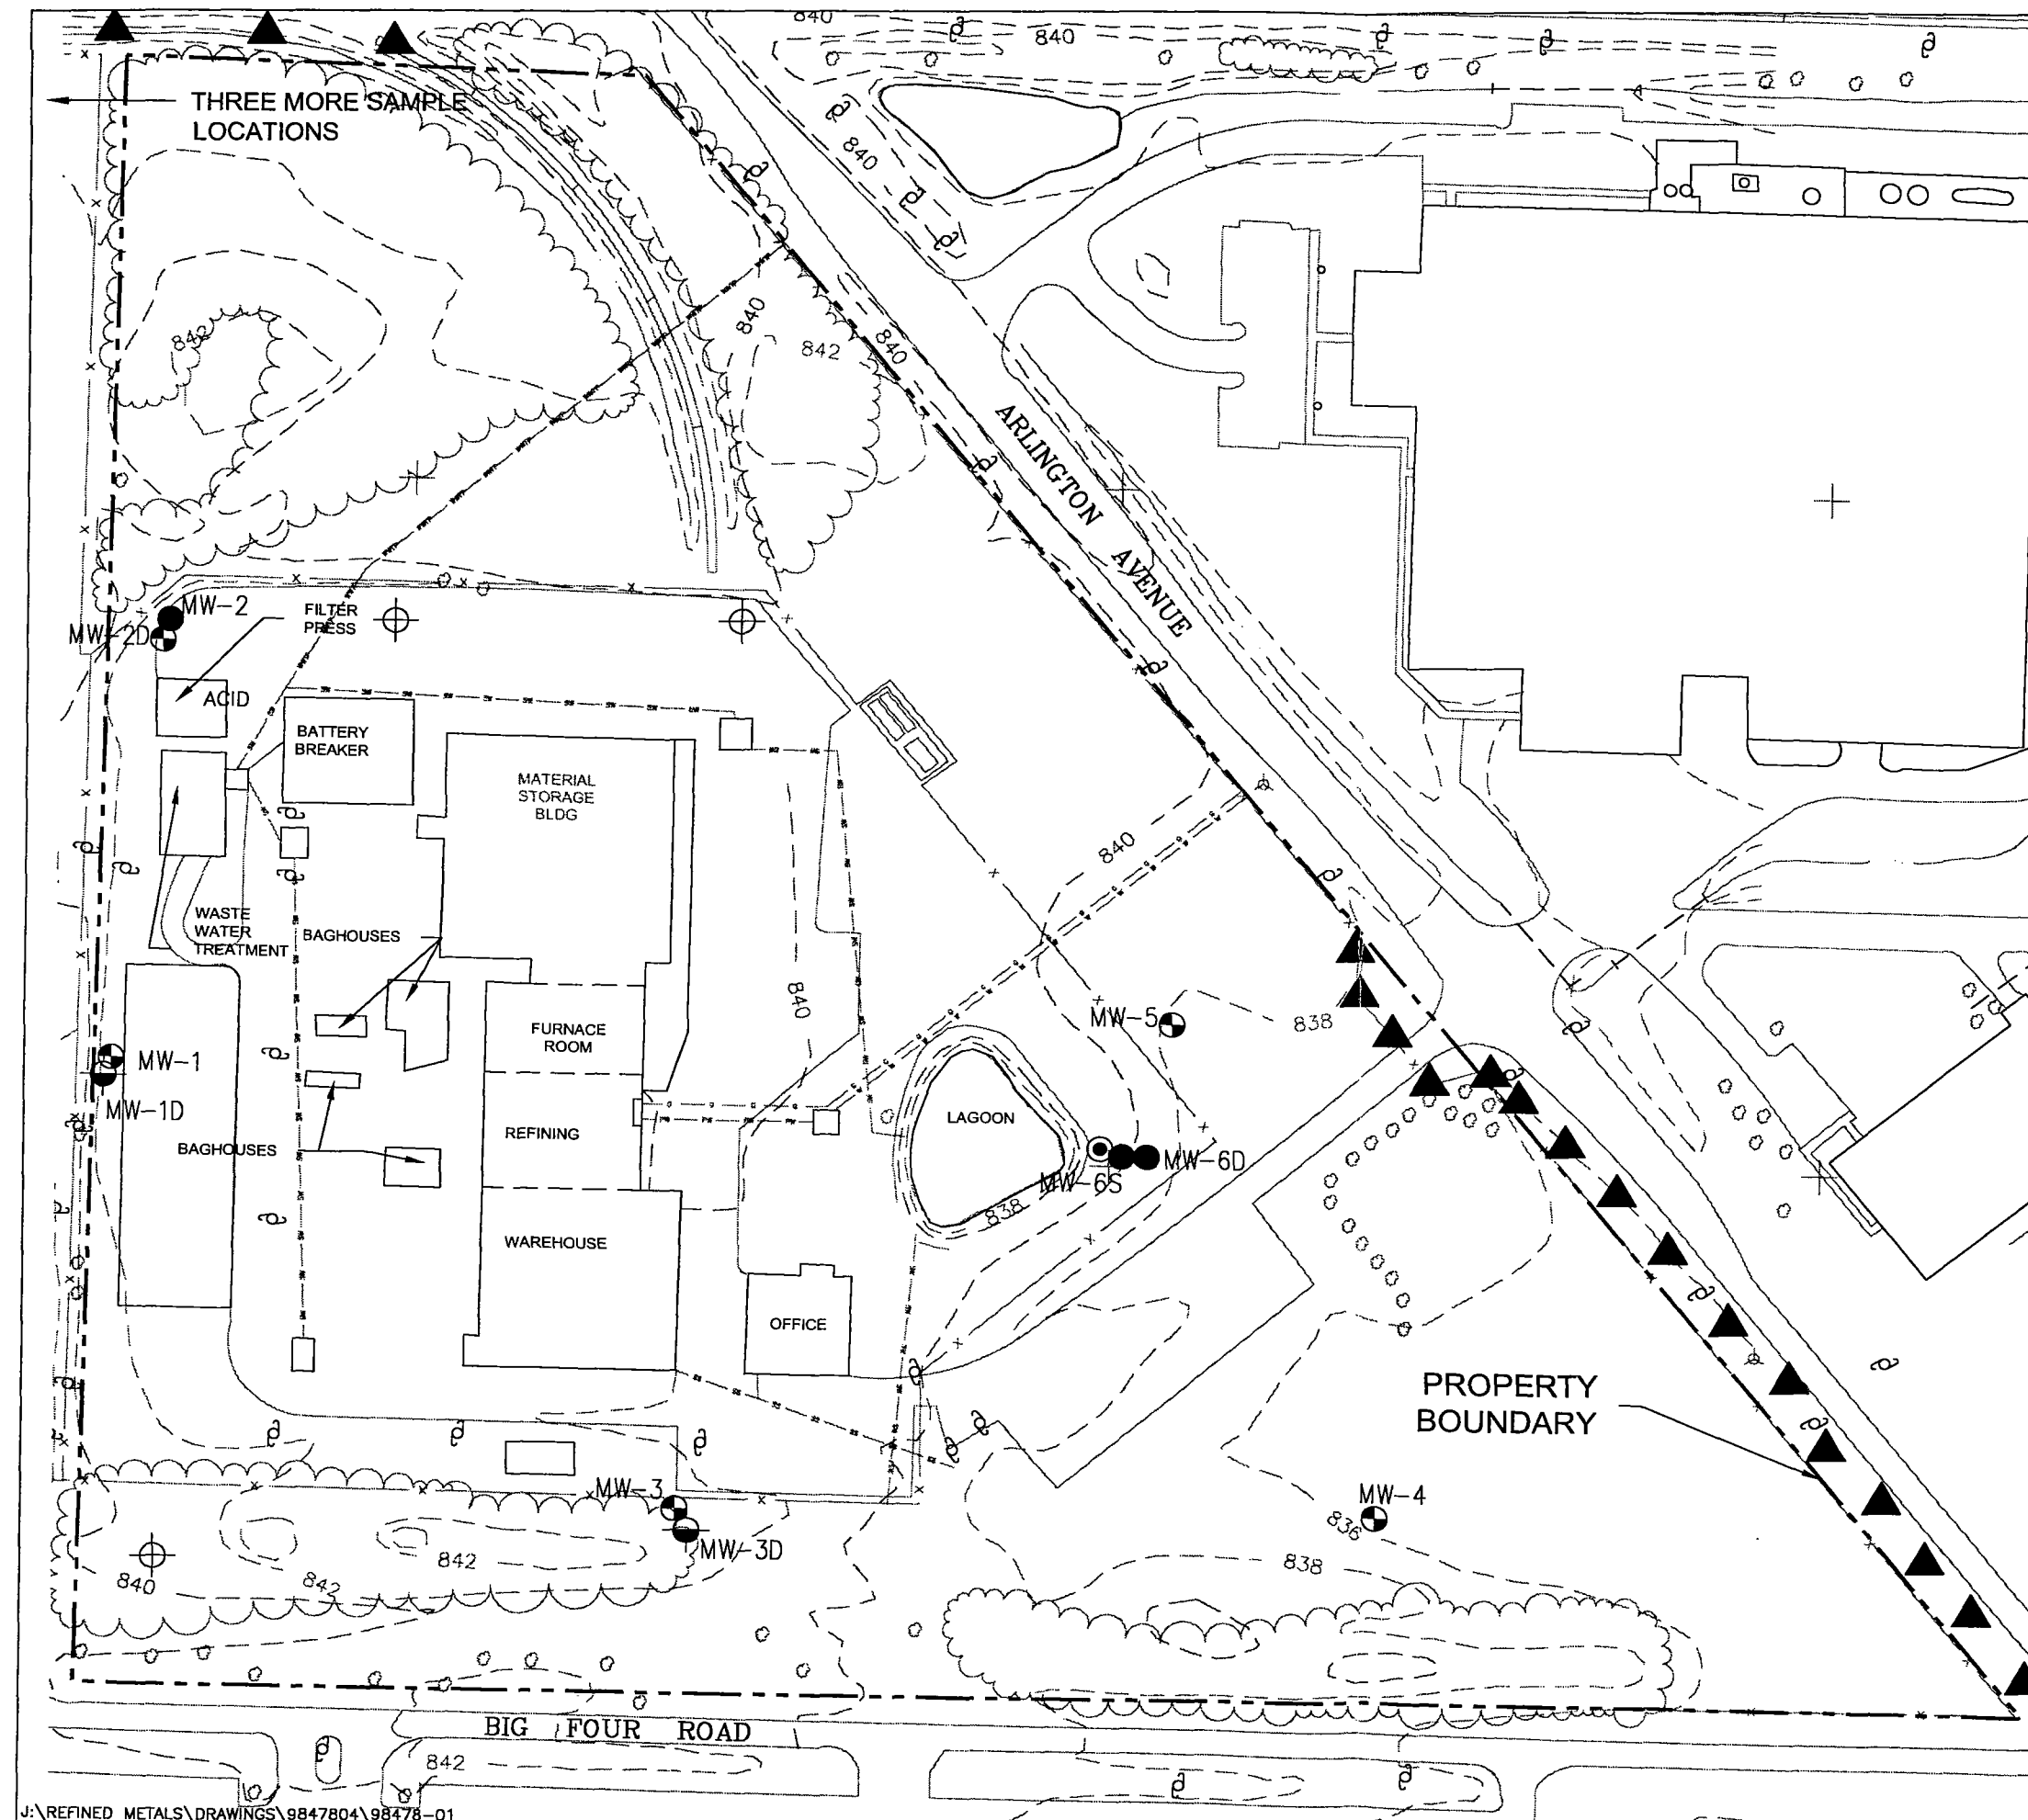 840
840
THREE MORE SAMPLE
LOCATIONS
840
842
840
842
840
ARLINGTON AVENUE
MW-2
MW-2D
FILTER
PRESS
ACID
BATTERY
BREAKER
MATERIAL
STORAGE
BLDG
840
WASTE
WATER
TREATMENT
BAGHOUSES
840
FURNACE
ROOM
MW-5
838
MW-1
MW-1D
LAGOON
REFINING
BAGHOUSES
MW-6D
MW-6S
838
WAREHOUSE
OFFICE
PROPERTY
BOUNDARY
MW-3
MW-4
836
MW-3D
842
838
840
842
BIG FOUR ROAD
842
J:\REFINED METALS\DRAWINGS\9847804\98478-01